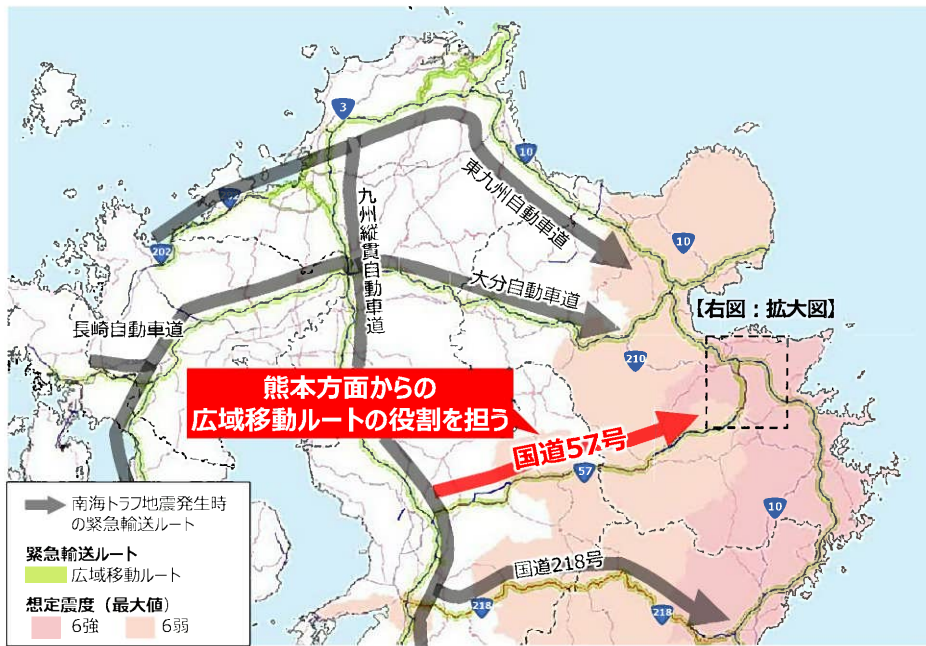 3
10
東九州自動車道
202
202
九州縦貫自動車道
10
大分自動車道
【右図：拡大図】
長崎自動車道
210
熊本方面からの
広域移動ルートの役割を担う
国道57号
57
南海トラフ地震発生時
の緊急輸送ルート
10
緊急輸送ルート
広域移動ルート
国道218号
想定震度（最大値）
6強 6弱
218
218